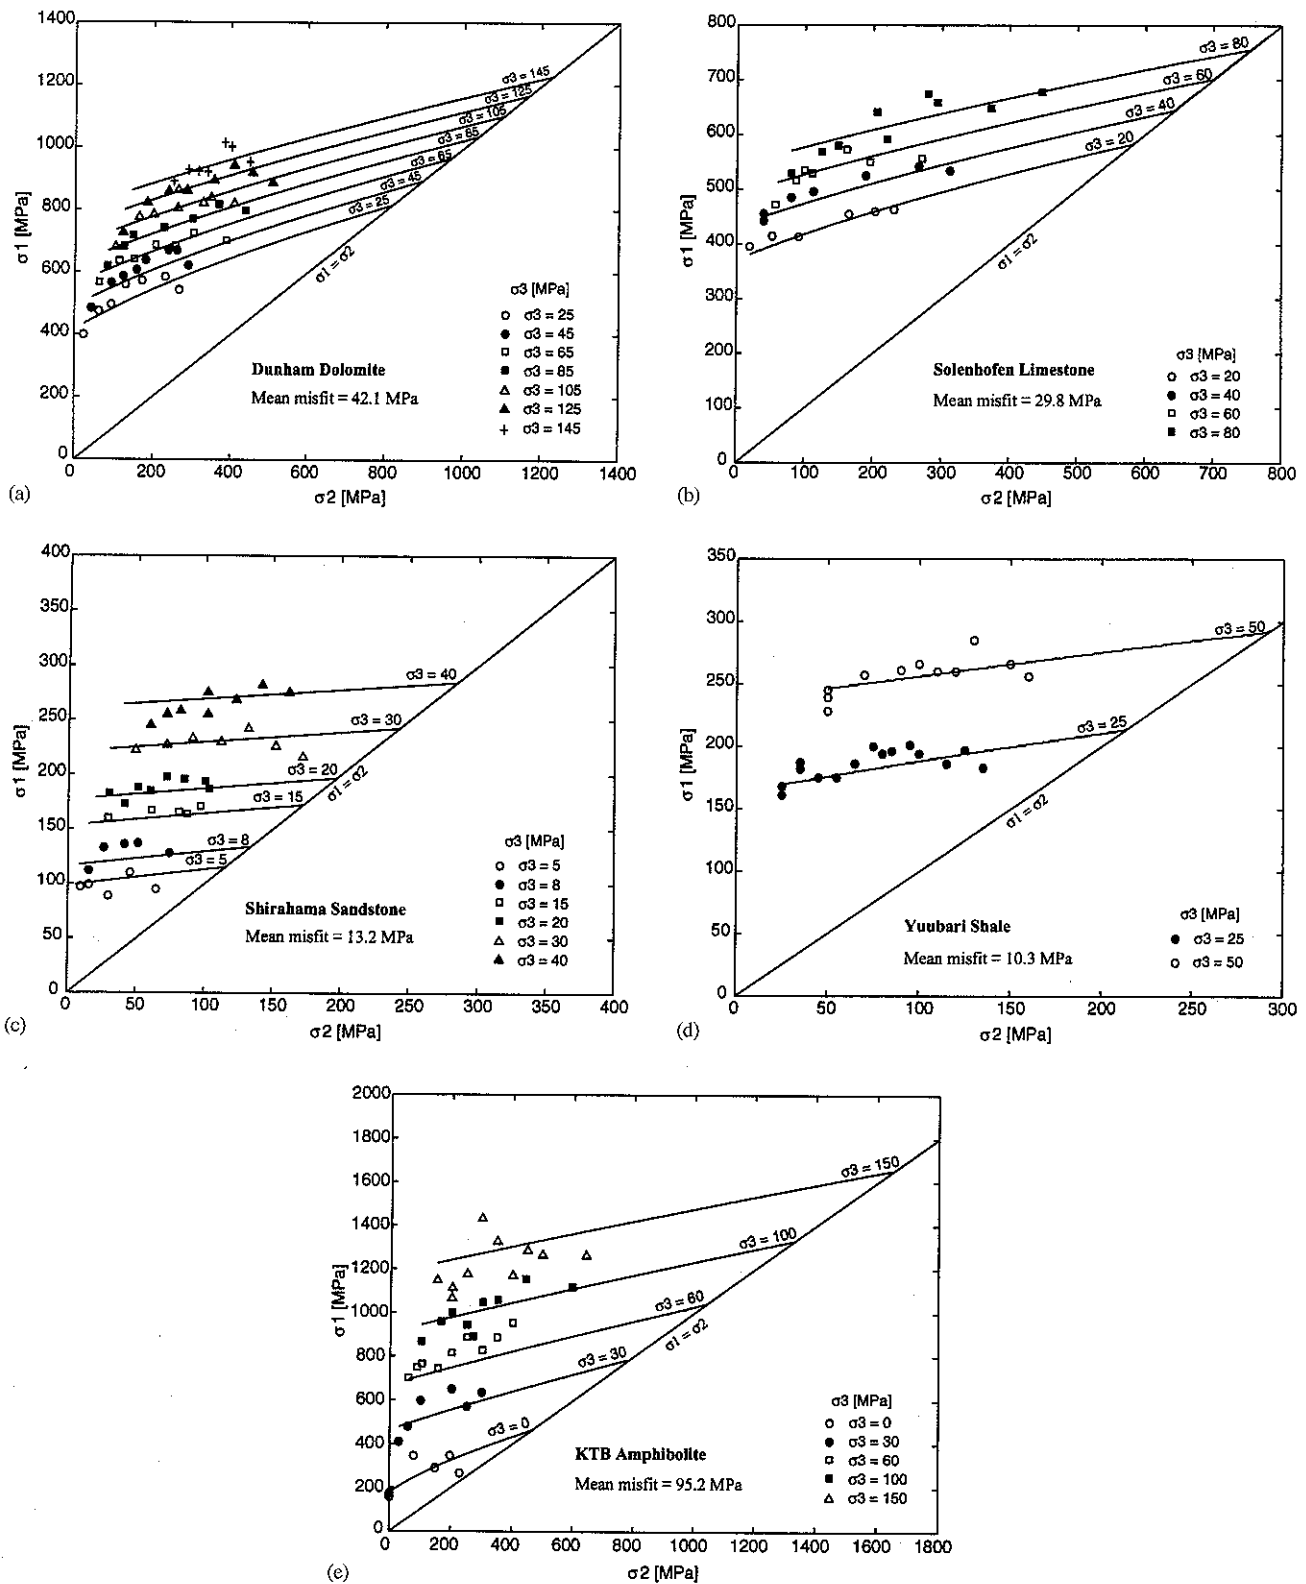 1400
1200
1000
800
600
400
200
0
σ1 [MPa]
σ3 = 145
σ3 = 125
σ3 = 105
σ3 = 85
σ3 = 65
σ3 = 45
σ3 = 25
σ1 = σ2
σ3 [MPa]
σ3 = 25
σ3 = 45
σ3 = 65
σ3 = 85
σ3 = 105
σ3 = 125
σ3 = 145
Dunham Dolomite
Mean misfit = 42.1 MPa
0 200 400 600 800 1000 1200 1400
σ2 [MPa]
(a)
800
700
600
500
400
300
200
100
0
σ1 [MPa]
σ3 = 80
σ3 = 60
σ3 = 40
σ3 = 20
σ1 = σ2
Solenhofen Limestone
Mean misfit = 29.8 MPa
σ3 [MPa]
σ3 = 20
σ3 = 40
σ3 = 60
σ3 = 80
0 100 200 300 400 500 600 700 800
σ2 [MPa]
(b)
400
350
300
250
200
150
100
50
0
σ1 [MPa]
σ3 = 40
σ3 = 30
σ3 = 20
σ3 = 15
σ3 = 8
σ3 = 5
σ1 = σ2
Shirahama Sandstone
Mean misfit = 13.2 MPa
σ3 [MPa]
σ3 = 5
σ3 = 8
σ3 = 15
σ3 = 20
σ3 = 30
σ3 = 40
0 50 100 150 200 250 300 350 400
σ2 [MPa]
(c)
350
300
250
200
150
100
50
0
σ1 [MPa]
σ3 = 50
σ3 = 25
σ1 = σ2
Yuubari Shale
Mean misfit = 10.3 MPa
σ3 [MPa]
σ3 = 25
σ3 = 50
0 50 100 150 200 250 300
σ2 [MPa]
(d)
2000
1800
1600
1400
1200
1000
800
600
400
200
0
σ1 [MPa]
σ3 = 150
σ3 = 100
σ3 = 60
σ3 = 30
σ3 = 0
σ1 = σ2
KTB Amphibolite
Mean misfit = 95.2 MPa
σ3 [MPa]
σ3 = 0
σ3 = 30
σ3 = 60
σ3 = 100
σ3 = 150
0 200 400 600 800 1000 1200 1400 1600 1800
σ2 [MPa]
(e)